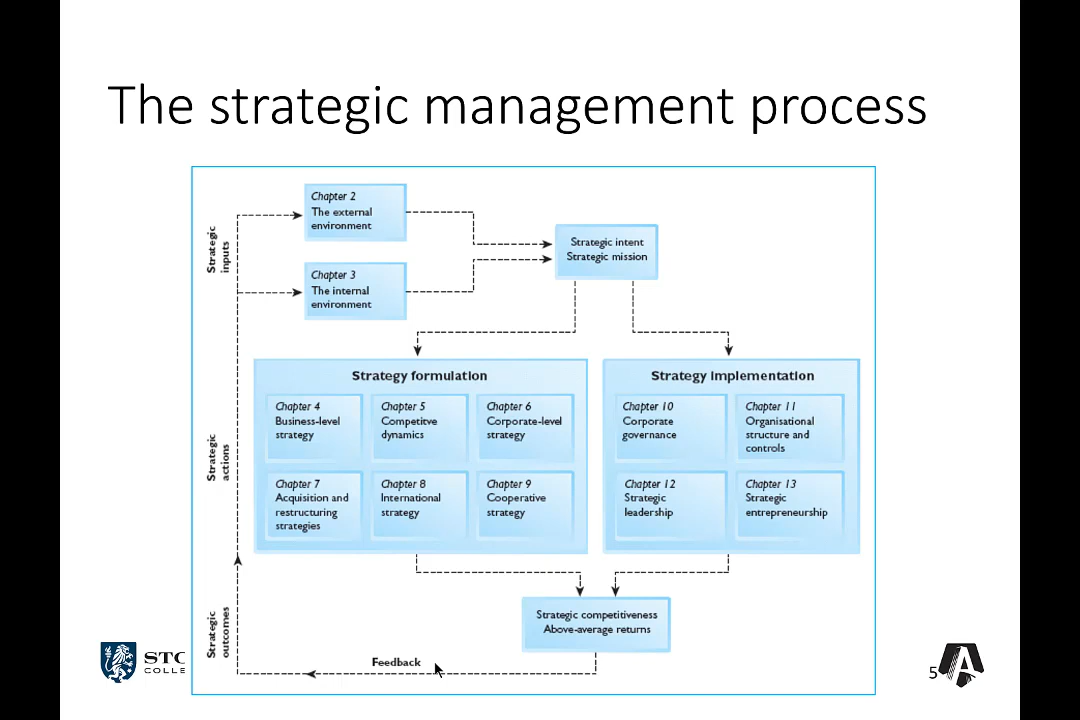 The strategic management process
Strategic
inputs
Chapter 2
The external
environment
Chapter 3
The internal
environment
Strategic intent
Strategic mission
Strategic
actions
Strategy formulation
Chapter 4
Business-level
strategy
Chapter 5
Competitve
dynamics
Chapter 6
Corporate-level
strategy
Chapter 7
Acquisition and
restructuring
strategies
Chapter 8
International
strategy
Chapter 9
Cooperative
strategy
Strategy implementation
Chapter 10
Corporate
governance
Chapter 11
Organisational
structure and
controls
Chapter 12
Strategic
leadership
Chapter 13
Strategic
entrepreneurship
Strategic
outcomes
Strategic competitiveness
Above-average returns
Feedback
STC
COLLE
5